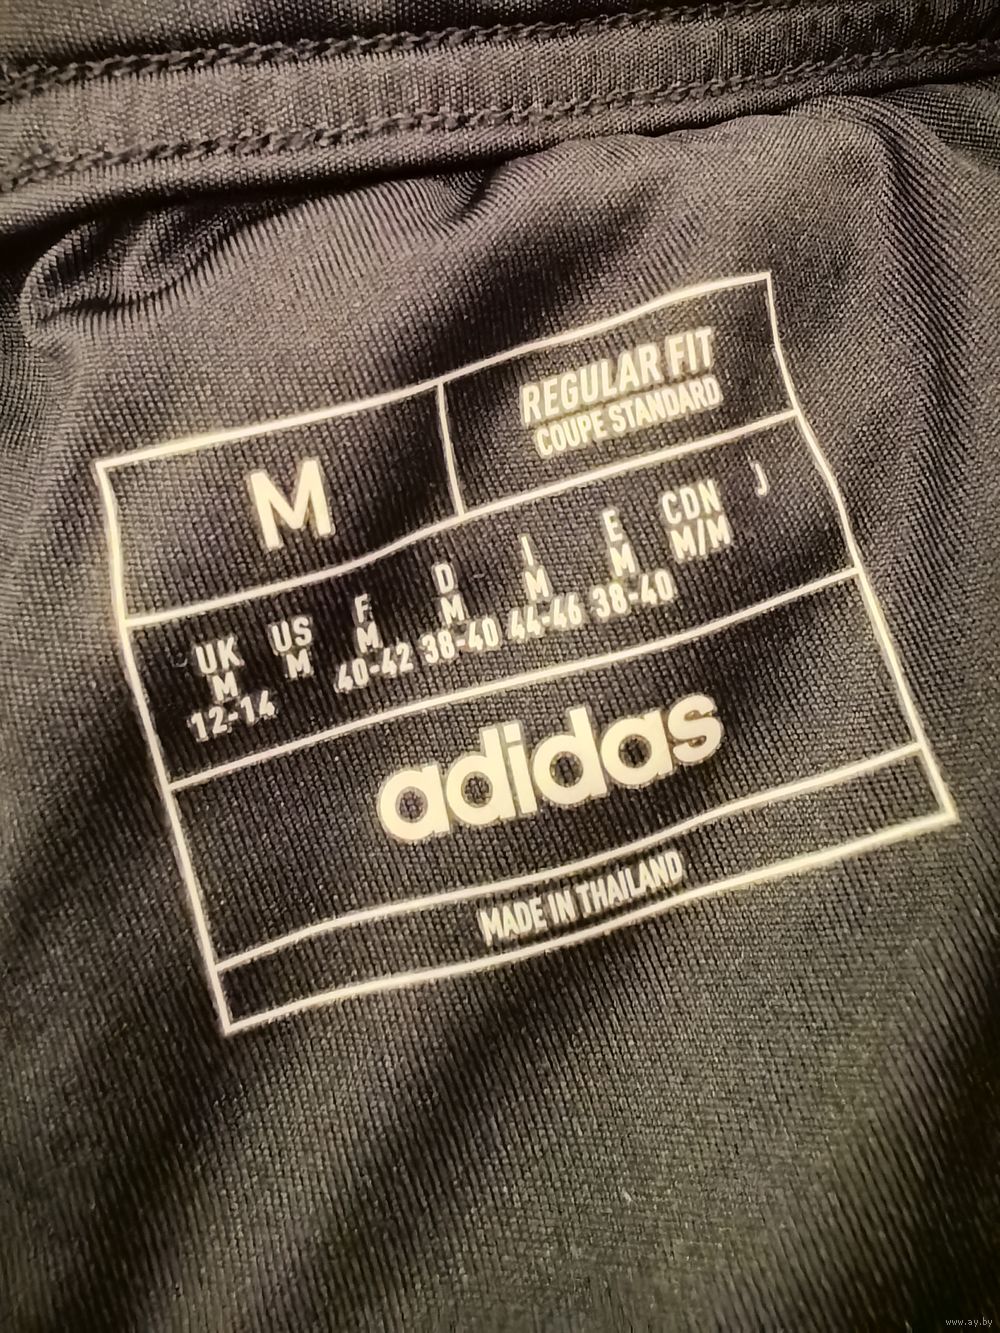 M
REGULAR FIT
COUPE STANDARD
UK US F D I E CDN J
M M M M M M M/M
12-14 40-42 38-40 44-46 38-40
adidas
MADE IN THAILAND
www.ay.by